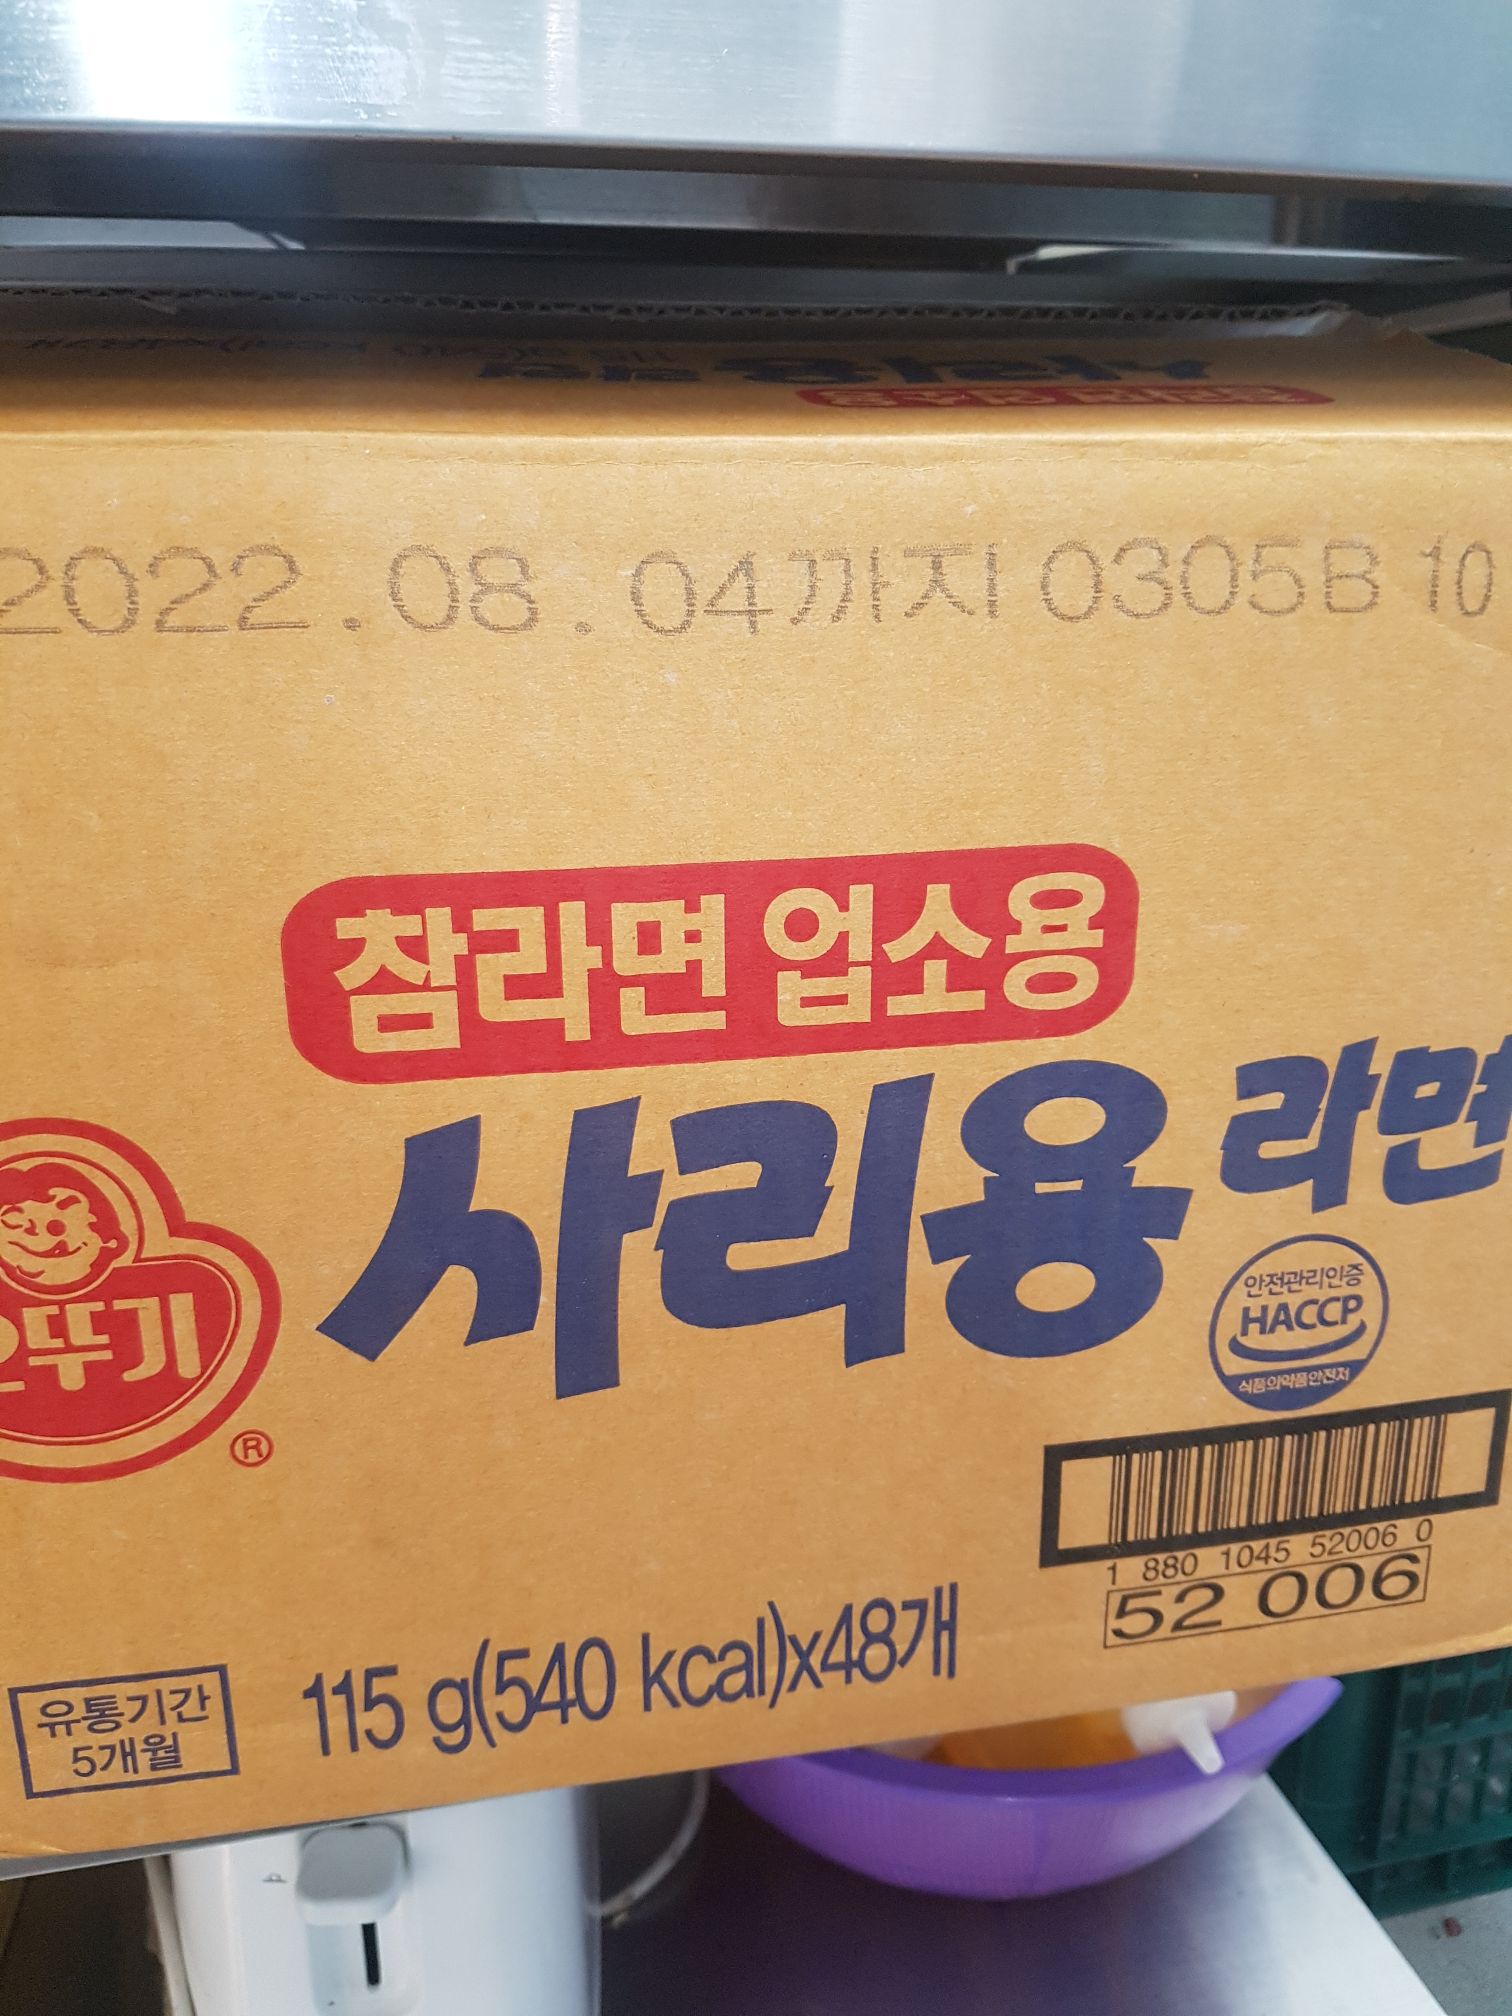 2022.08.04까지 0305B 10
참라면 업소용
사리용 라면
오뚜기
®
안전관리인증
HACCP
식품의약품안전처
1 880 1045 52006 0
52 006
115 g(540 kcal)x48개
유통기간
5개월